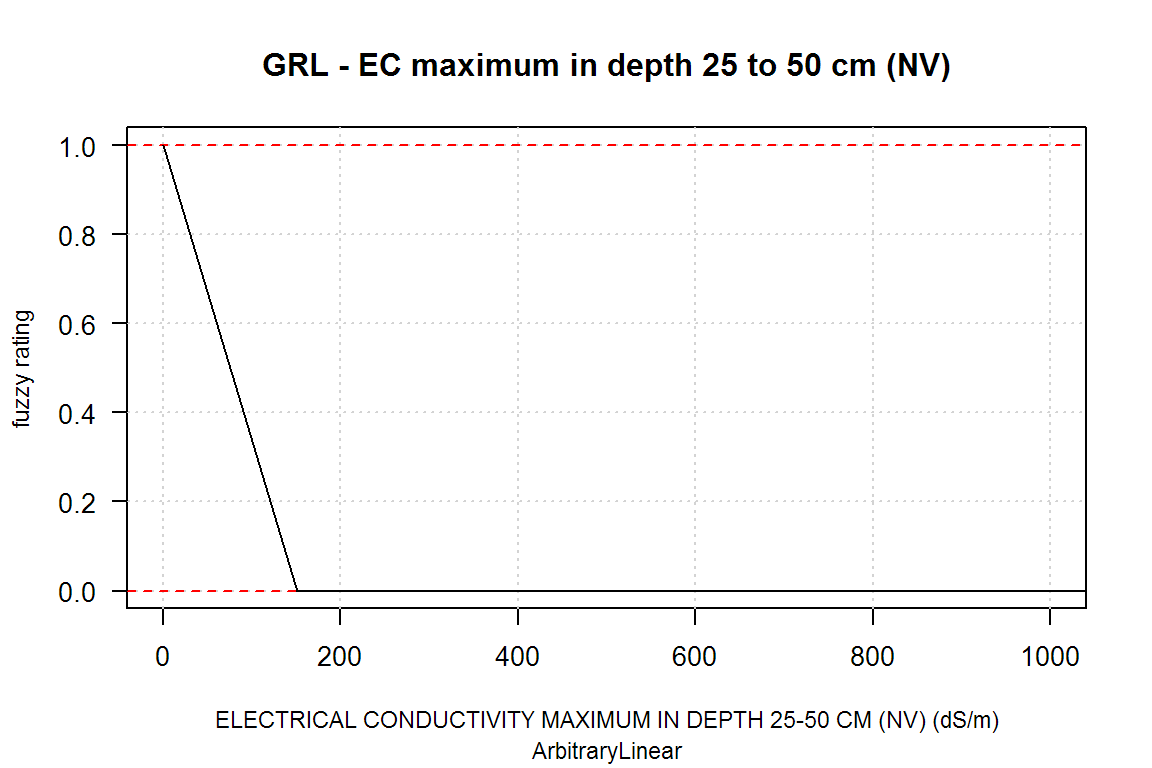 GRL - EC maximum in depth 25 to 50 cm (NV)
fuzzy rating
1.0
0.8
0.6
0.4
0.2
0.0
0 200 400 600 800 1000
ELECTRICAL CONDUCTIVITY MAXIMUM IN DEPTH 25-50 CM (NV) (dS/m)
ArbitraryLinear